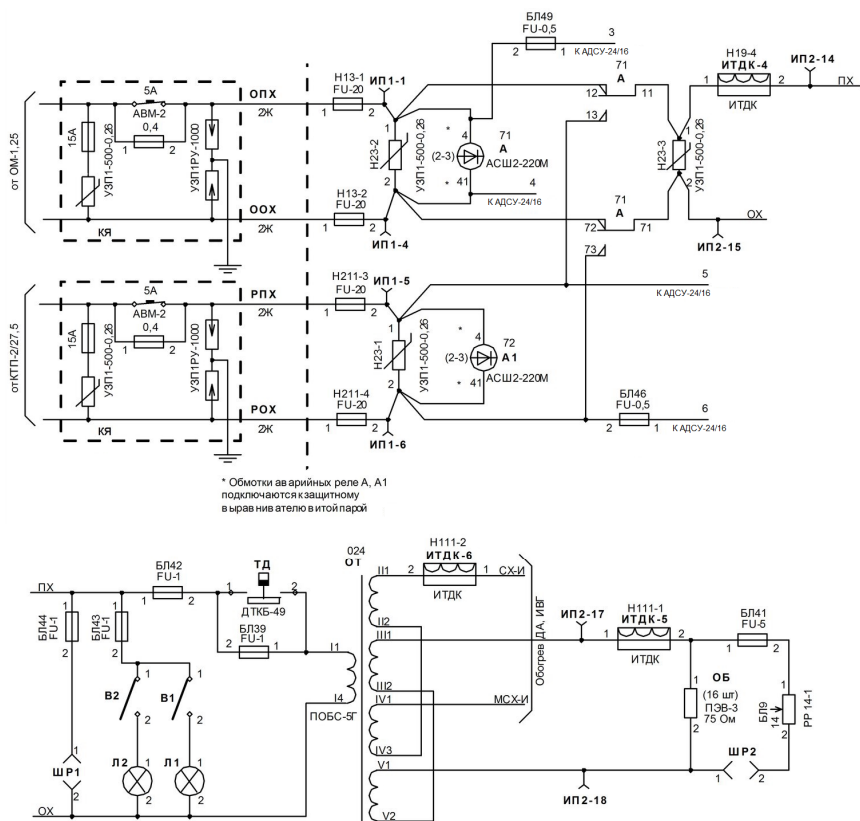 БЛ49
FU-0,5
2 1
3
К АДСУ-24/16
5А
АВМ-2
0,4
1 2
15А
УЗП1-500-0,26
УЗП1РУ-1000
от ОМ-1,25
КЯ
ОПХ
2Ж
ООХ
2Ж
Н13-1
FU-20
1 2
ИП1-1
Н13-2
FU-20
1 2
ИП1-4
1
Н23-2
2
УЗП1-500-0,26
*
4
(2-3)
71
А
АСШ2-220М
41
*
4
К АДСУ-24/16
71
А
12 11
13
71
А
72 71
73
1
Н23-3
2
УЗП1-500-0,26
Н19-4
ИТДК-4
1 2
ИТДК
ИП2-14
ПХ
ОХ
ИП2-15
5А
АВМ-2
0,4
1 2
15А
УЗП1-500-0,26
УЗП1РУ-1000
отКТП-2/27,5
КЯ
РПХ
2Ж
РОХ
2Ж
Н211-3
FU-20
1 2
ИП1-5
Н211-4
FU-20
1 2
ИП1-6
1
Н23-1
2
УЗП1-500-0,26
*
4
(2-3)
72
А1
АСШ2-220М
41
*
5
К АДСУ-24/16
БЛ46
FU-0,5
2 1
6
К АДСУ-24/16
* Обмотки аварийных реле А, А1
подключаются к защитному
выравнивателю витой парой
ПХ
БЛ44
FU-1
1
2
БЛ43
FU-1
1
2
БЛ42
FU-1
1 2
ТД
1 2
ДТКБ-49
БЛ39
FU-1
1 2
В2
1
2
В1
1
2
ШР1
1
2
Л2
1
2
Л1
1
2
ОХ
024
ОТ
I1
I4
ПОБС-5Г
II1
II2
III1
III2
IV1
IV3
V1
V2
Н111-2
ИТДК-6
2 1
ИТДК
СХ-И
МСХ-И
Обогрев ДА, ИВГ
ИП2-17
Н111-1
ИТДК-5
1 2
ИТДК
БЛ41
FU-5
1 2
ОБ
(16 шт)
ПЭВ-3
75 Ом
1
2
БЛ9
14
1
2
РР 14-1
ШР2
1 2
ИП2-18